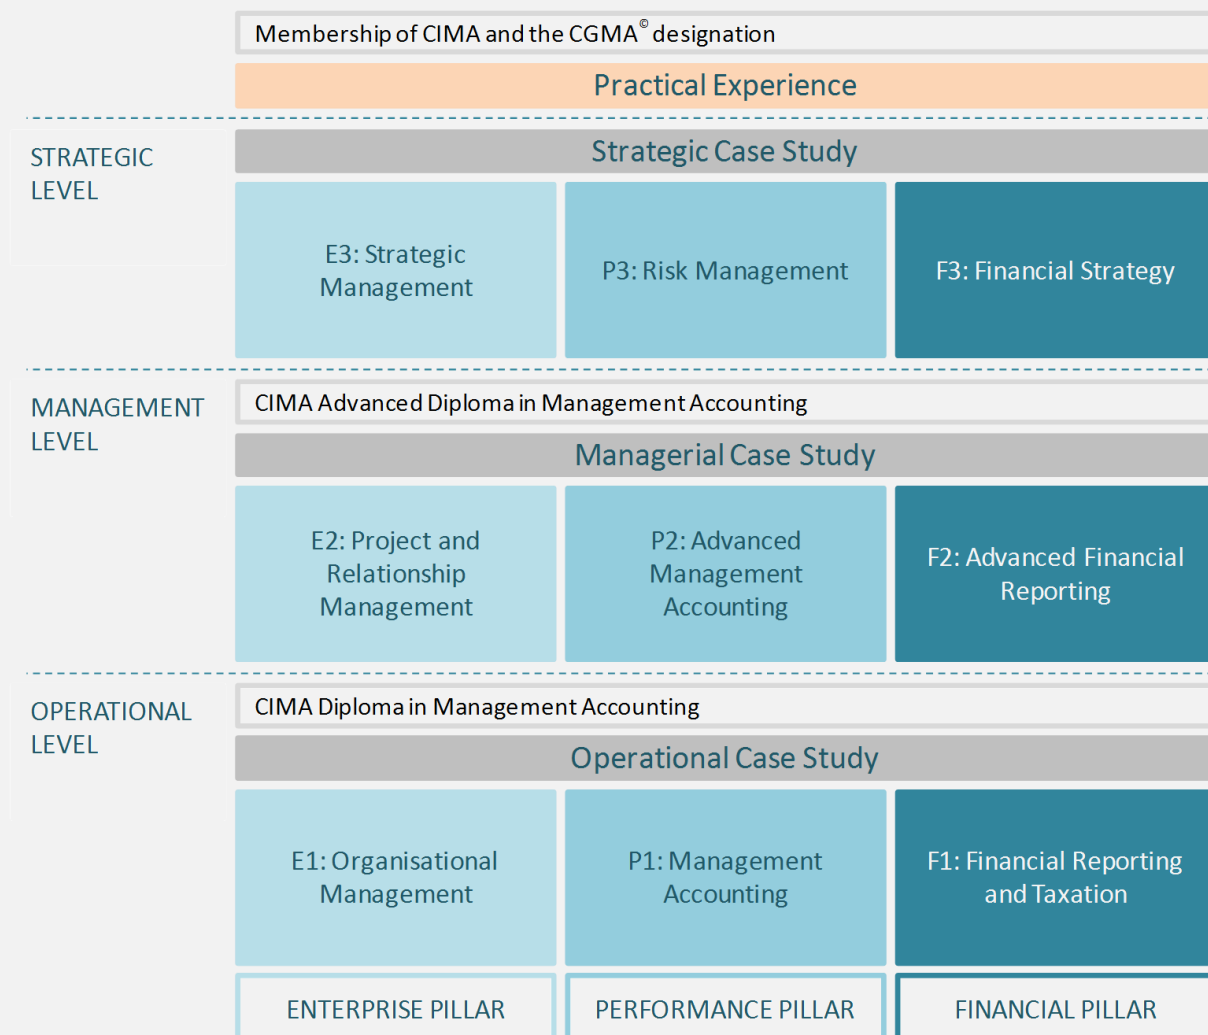 Membership of CIMA and the CGMA© designation
Practical Experience
STRATEGIC
LEVEL
Strategic Case Study
E3: Strategic
Management
P3: Risk Management
F3: Financial Strategy
MANAGEMENT
LEVEL
CIMA Advanced Diploma in Management Accounting
Managerial Case Study
E2: Project and
Relationship
Management
P2: Advanced
Management
Accounting
F2: Advanced Financial
Reporting
OPERATIONAL
LEVEL
CIMA Diploma in Management Accounting
Operational Case Study
E1: Organisational
Management
P1: Management
Accounting
F1: Financial Reporting
and Taxation
ENTERPRISE PILLAR
PERFORMANCE PILLAR
FINANCIAL PILLAR